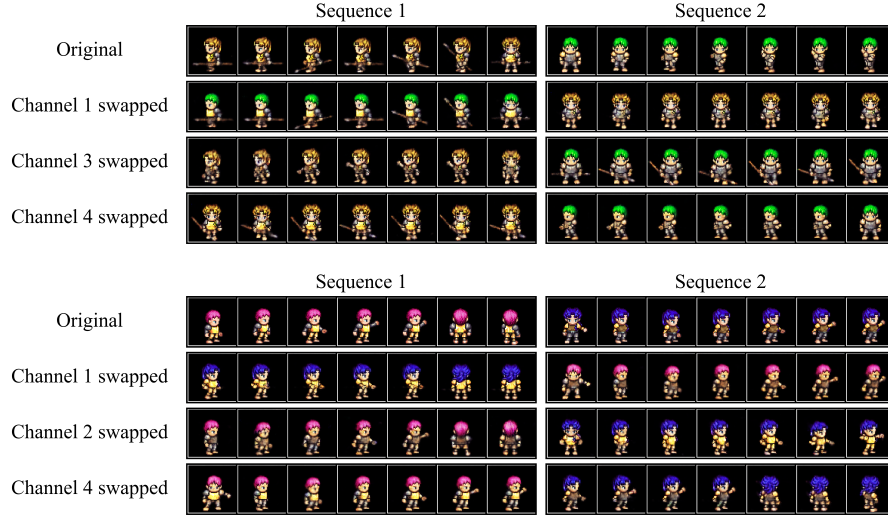 Sequence 1 Sequence 2
Original
Channel 1 swapped
Channel 3 swapped
Channel 4 swapped
Sequence 1 Sequence 2
Original
Channel 1 swapped
Channel 2 swapped
Channel 4 swapped